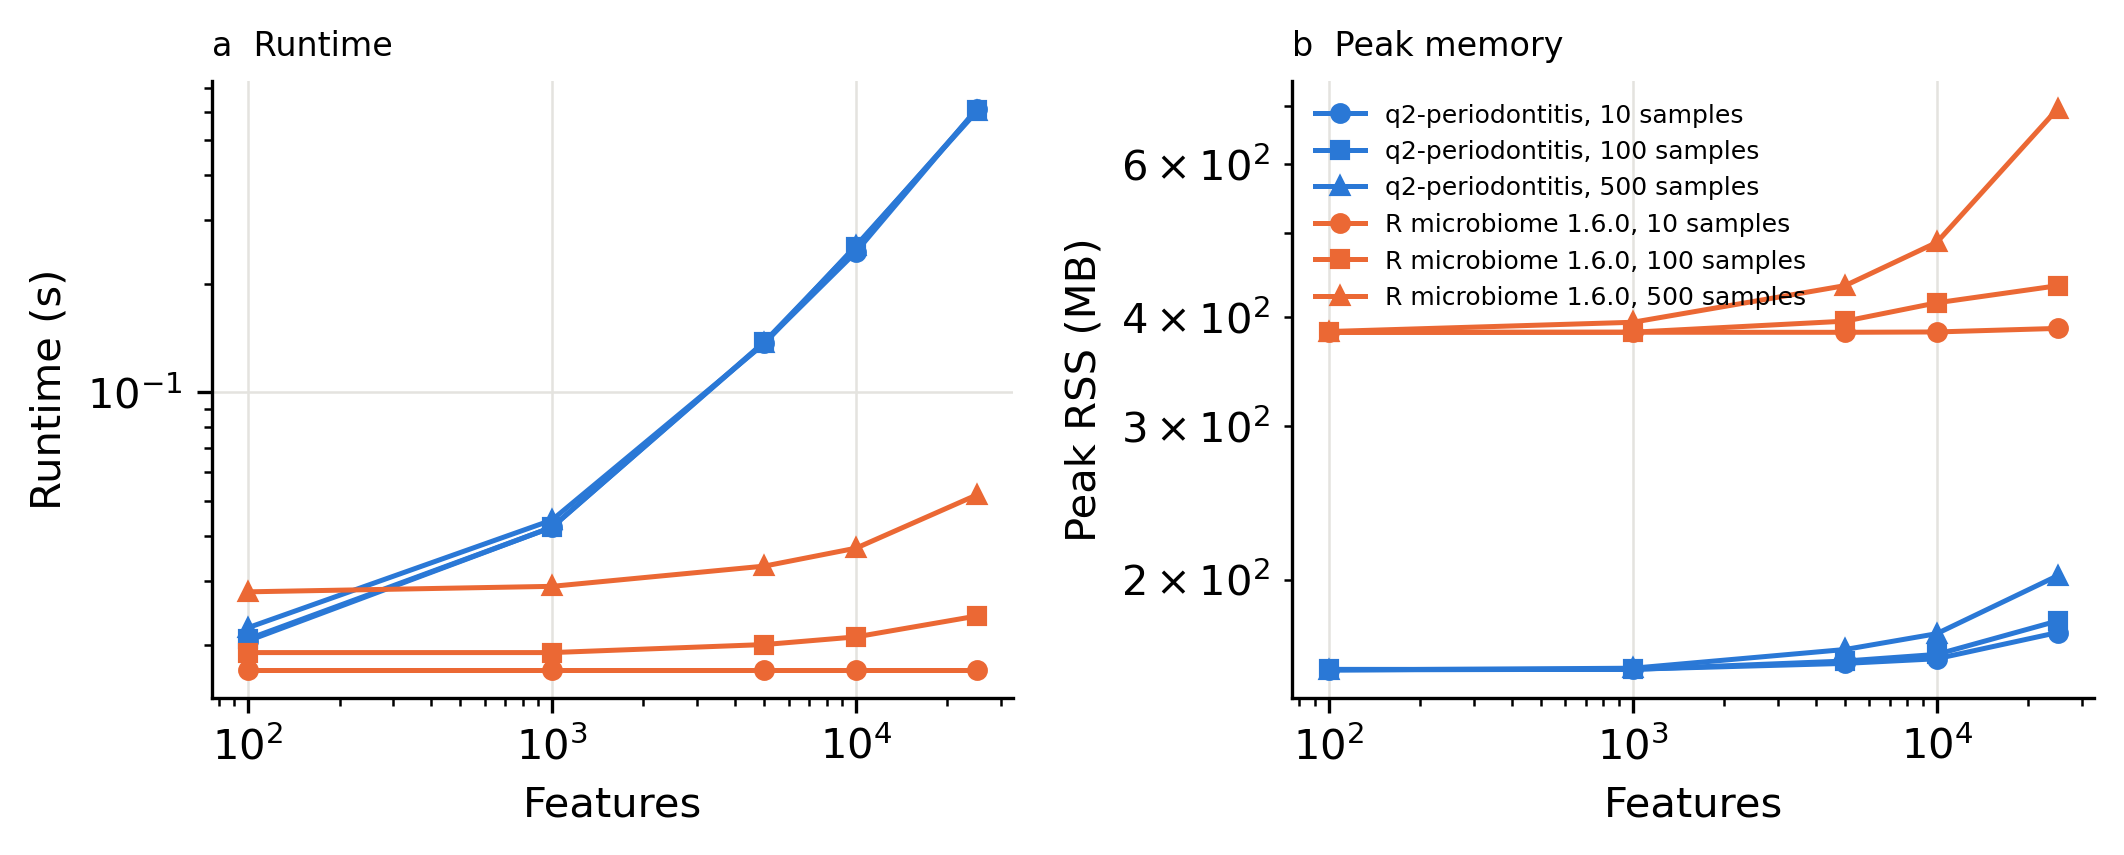 a  Runtime
Runtime (s)
10⁻¹
10² 10³ 10⁴
Features
b  Peak memory
Peak RSS (MB)
6 × 10²
4 × 10²
3 × 10²
2 × 10²
q2-periodontitis, 10 samples
q2-periodontitis, 100 samples
q2-periodontitis, 500 samples
R microbiome 1.6.0, 10 samples
R microbiome 1.6.0, 100 samples
R microbiome 1.6.0, 500 samples
10² 10³ 10⁴
Features